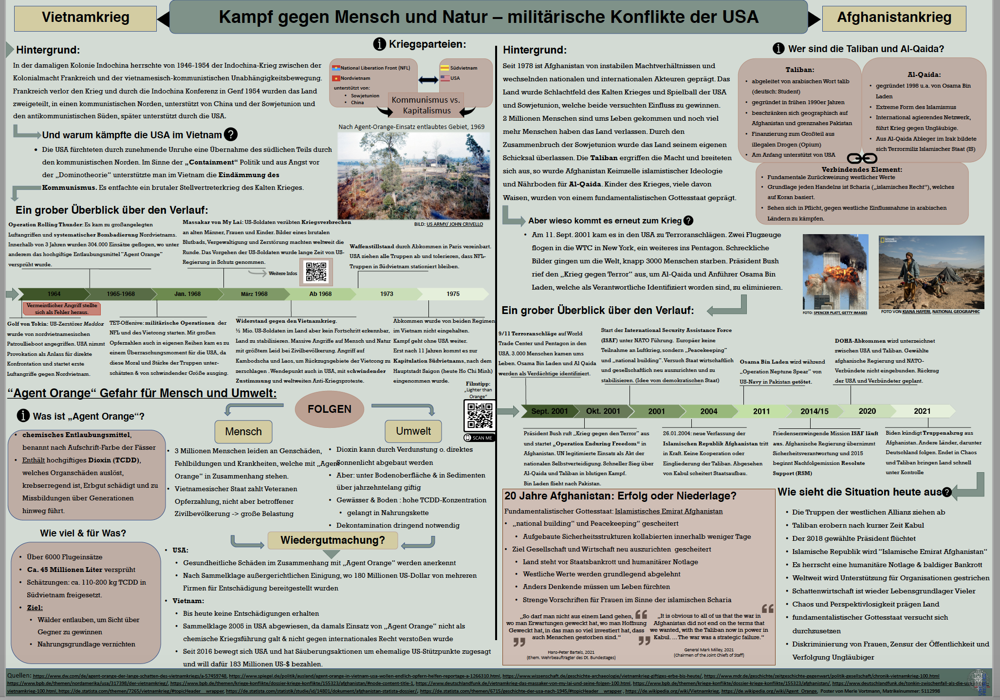 Vietnamkrieg
Kampf gegen Mensch und Natur – militärische Konflikte der USA
Afghanistankrieg
Hintergrund:
In der damaligen Kolonie Indochina herrschte von 1946-1954 der Indochina-Krieg zwischen der
Kolonialmacht Frankreich und der vietnamesisch-kommunistischen Unabhängigkeitsbewegung.
Frankreich verlor den Krieg und durch die Indochina Konferenz in Genf 1954 wurden das Land
zweigeteilt, in einen kommunistischen Norden, unterstützt von China und der Sowjetunion und
den antikommunistischen Süden, später unterstützt durch die USA.
Kriegsparteien:
National Liberation Front (NFL)
Nordvietnam
unterstützt von:
• Sowjetunion
• China
Südvietnam
USA
Kommunismus vs.
Kapitalismus
Und warum kämpfte die USA im Vietnam
• Die USA fürchteten durch zunehmende Unruhe eine Übernahme des südlichen Teils durch
den kommunistischen Norden. Im Sinne der „Containment“ Politik und aus Angst vor
der „Dominotheorie“ unterstützte man im Vietnam die Eindämmung des
Kommunismus. Es entfachte ein brutaler Stellvertreterkrieg des Kalten Krieges.
Nach Agent-Orange-Einsatz entlaubtes Gebiet, 1969
BILD: US ARMY/ JOHN CRIVELLO
Ein grober Überblick über den Verlauf:
Operation Rolling Thunder: Es kam zu großangelegten
Luftangriffen und systematischer Bombadierung Nordvietnams.
Innerhalb von 3 Jahren wurden 304.000 Einsätze geflogen, wo unter
anderem das hochgiftige Entlaubungsmittel "Agent Orange“
versprüht wurde.
Massakar von My Lai: US-Soldaten verübten Kriegsverbrechen
an alten Männer, Frauen und Kinder. Bilder eines brutalen
Blutbads, Vergewaltigung und Zerstörung machten weltweit die
Runde. Das Vorgehen der US-Soldaten wurde lange Zeit von US-
Regierung in Schutz genommen.
Weitere Infos
Waffenstillstand durch Abkommen in Paris vereinbart.
USA ziehen alle Truppen ab und tolerieren, dass NFL-
Truppen in Südvietnam stationiert bleiben.
1964
1965-1968
Jan. 1968
März 1968
Ab 1968
1973
1975
Vermeintlicher Angriff stellte
sich als Fehler heraus.
Golf von Tokin: US-Zerstörer Maddox
wurde von nordvietnamesischen
Patroullieboot angegriffen. USA nimmt
Provokation als Anlass für direkte
Konfrontation und startet erste
Luftangriffe gegen Nordvietnam.
TET-Offenive: militärische Operationen der
NFL und des Vietcong starten. Mit großen
Opferzahlen auch in eigenen Reihen kam es zu
einem Überraschungsmoment für die USA, da
diese Moral und Stärke der Truppen unter-
schätzten & von schwindender Größe ausging.
Widerstand gegen den Vietnamkrieg.
½ Mio. US-Soldaten im Land aber kein Fortschritt erkennbar,
Land zu stabilisieren. Massive Angriffe auf Mensch und Natur
mit größtem Leid bei Zivilbevölkerung. Angriff auf
Kambodscha und Laos, um Rückzugsgebiete der Vietcong zu
zerschlagen . Wendepunkt auch in USA, mit schwindender
Zustimmung und weltweiten Anti-Kriegsproteste.
Abkommen wurde von beiden Regimen
im Vietnam nicht eingehalten.
Kampf geht ohne USA weiter.
Erst nach 11 Jahren kommt es zur
Kapitulation Südvietnams, nach dem
Hauptstadt Saigon (heute Ho Chi Minh)
eingenommen wurde.
“Agent Orange“ Gefahr für Mensch und Umwelt:
Filmtipp:
„Lighter than
Orange“
SCAN ME
Was ist „Agent Orange“?
• chemisches Entlaubungsmittel,
benannt nach Aufschrift-Farbe der Fässer
• Enthält hochgiftiges Dioxin (TCDD),
welches Organschäden auslöst,
krebserregend ist, Erbgut schädigt und zu
Missbildungen über Generationen
hinweg führt.
FOLGEN
Mensch
Umwelt
• 3 Millionen Menschen leiden an Genschäden,
Fehlbildungen und Krankheiten, welche mit „Agent
Orange“ in Zusammenhang stehen.
• Vietnamesischer Staat zahlt Veteranen
Opferzahlung, nicht aber betroffener
Zivilbevölkerung -> große Belastung
• Dioxin kann durch Verdunstung o. direktes
Sonnenlicht abgebaut werden
• Aber: unter Bodenoberfläche & in Sedimenten
über jahrzehntelang giftig
• Gewässer & Boden : hohe TCDD-Konzentration
• gelangt in Nahrungskette
• Dekontamination dringend notwendig
Wie viel & für Was?
• Über 6000 Flugeinsätze
• Ca. 45 Millionen Liter versprüht
• Schätzungen: ca. 110-200 kg TCDD in
Südvietnam freigesetzt.
• Ziel:
• Wälder entlauben, um Sicht über
Gegner zu gewinnen
• Nahrungsgrundlage vernichten
Wiedergutmachung?
• USA:
• Gesundheitliche Schäden im Zusammenhang mit „Agent Orange“ werden anerkennt
• Nach Sammelklage außergerichtlichen Einigung, wo 180 Millionen US-Dollar von mehreren
Firmen für Entschädigung bereitgestellt wurden
• Vietnam:
• Bis heute keine Entschädigungen erhalten
• Sammelklage 2005 in USA abgewiesen, da damals Einsatz von „Agent Orange“ nicht als
chemische Kriegsführung galt & nicht gegen internationales Recht verstoßen wurde
• Seit 2016 bewegt sich USA und hat Säuberungsaktionen um ehemalige US-Stützpunkte zugesagt
und will dafür 183 Millionen US-$ bezahlen.
Hintergrund:
Seit 1978 ist Afghanistan von instabilen Machtverhältnissen und
wechselnden nationalen und internationalen Akteuren geprägt. Das
Land wurde Schlachtfeld des Kalten Krieges und Spielball der USA
und Sowjetunion, welche beide versuchten Einfluss zu gewinnen.
2 Millionen Menschen sind ums Leben gekommen und noch viel
mehr Menschen haben das Land verlassen. Durch den
Zusammenbruch der Sowjetunion wurde das Land seinem eigenen
Schicksal überlassen. Die Taliban ergriffen die Macht und breiteten
sich aus, so wurde Afghanistan Keimzelle islamistischer Ideologie
und Nährboden für Al-Qaida. Kinder des Krieges, viele davon
Waisen, wurden von einem fundamentalistischen Gottesstaat geprägt.
Wer sind die Taliban und Al-Qaida?
Taliban:
• abgeleitet von arabischen Wort talib
(deutsch: Student)
• gegründet in frühen 1990er Jahren
• beschränken sich geographisch auf
Afghanistan und grenznahes Pakistan
• Finanzierung zum Großteil aus
illegalen Drogen (Opium)
• Am Anfang unterstützt von USA
Al-Qaida:
• gegründet 1998 u.a. von Osama Bin
Laden
• Extreme Form des Islamismus
• International agierendes Netzwerk,
führt Krieg gegen Ungläubige.
• Aus Al-Qaida Ableger im Irak bildete
sich Terrormiliz Islamischer Staat (IS)
Verbindendes Element:
• Fundamentale Zurückweisung westlicher Werte
• Grundlage jeden Handelns ist Scharia („islamisches Recht“), welches
auf Koran basiert.
• Sehen sich in Pflicht, gegen westliche Einflussnahme in arabischen
Ländern zu kämpfen.
Aber wieso kommt es erneut zum Krieg
• Am 11. Sept. 2001 kam es in den USA zu Terroranschlägen. Zwei Flugzeuge
flogen in die WTC in New York, ein weiteres ins Pentagon. Schreckliche
Bilder gingen um die Welt, knapp 3000 Menschen starben. Präsident Bush
rief den „Krieg gegen Terror“ aus, um Al-Qaida und Anführer Osama Bin
Laden, welche als Verantwortliche Identifiziert worden sind, zu eliminieren.
FOTO: SPENCER PLATT, GETTY IMAGES
NATIONAL
GEOGRAPHIC
FOTO VON KIANA HAYERI, NATIONAL GEOGRAPHIC
Ein grober Überblick über den Verlauf:
9/11 Terroranschläge auf World
Trade Center und Pentagon in den
USA. 3.000 Menschen kamen ums
Leben. Osama Bin Laden und Al Qaida
werden als Verdächtige identifiziert.
Start der International Security Assistance Force
(ISAF) unter NATO Führung. Europäer keine
Teilnahme an Luftkrieg, sondern „Peacekeeping“
und „national building“. Versuch Staat wirtschaftlich
und gesellschaftlich neu auszurichten und zu
stabilisieren. (Idee vom demokratischen Staat)
Osama Bin Laden wird während
„Operation Neptune Spear“ von
US-Navy in Pakistan getötet.
DOHA-Abkommen wird unterzeichnet
zwischen USA und Taliban. Gewählte
afghanische Regierung und NATO-
Verbündete nicht eingebunden. Rückzug
der USA und Verbündeter geplant.
Sept. 2001
Okt. 2001
2001
2004
2011
2014/15
2020
2021
Präsident Bush ruft „Krieg gegen den Terror“ aus
und startet „Operation Enduring Freedom“ in
Afghanistan. UN legitimierte Einsatz als Akt der
nationalen Selbstverteidigung. Schneller Sieg über
Al-Qaida und Taliban in blutigen Kampf.
Bin Laden flieht nach Pakistan.
26.01.2004: neue Verfassung der
Islamischen Republik Afghanistan tritt
in Kraft. Keine Kooperation oder
Eingliederung der Taliban. Abgesehen
von Kabul scheitert Staatsaufbau.
Friedenserzwingende Mission ISAF läuft
aus. Afghanische Regierung übernimmt
Sicherheitsverantwortung und 2015
beginnt Nachfolgemission Resolute
Support (RSM)
Biden kündigt Truppenabzug aus
Afghanistan. Andere Länder, darunter
Deutschland folgen. Endet in Chaos
und Taliban bringen Land schnell
unter Kontrolle
20 Jahre Afghanistan: Erfolg oder Niederlage?
Fundamentalistischer Gottesstaat: Islamistisches Emirat Afghanistan
• „national building“ und Peacekeeping“ gescheitert
• Aufgebaute Sicherheitsstrukturen kollabierten innerhalb weniger Tage
• Ziel Gesellschaft und Wirtschaft neu auszurichten gescheitert
• Land steht vor Staatsbankrott und humanitärer Notlage
• Westliche Werte werden grundlegend abgelehnt
• Anders Denkende müssen um Leben fürchten
• Strenge Vorschriften für Frauen im Sinne der islamischen Scharia
„So darf man nicht aus einem Land gehen,
wo man Erwartungen geweckt hat, wo man Hoffnung
Geweckt hat, in das man so viel investiert hat, dass
auch Menschen gestorben sind.“
Hans-Peter Bartels, 2021
(Ehem. Wehrbeauftragter des Dt. Bundestages)
„It is obvious to all of us that the war in
Afghanistan did not end on the terms that
we wanted, with the Taliban now in power in
Kabul. ... The war was a strategic failure.“
General Mark Milley, 2021
(Chairmen of the Joint Chiefs of Staff)
Wie sieht die Situation heute aus
• Die Truppen der westlichen Allianz ziehen ab
• Taliban erobern nach kurzer Zeit Kabul
• Der 2018 gewählte Präsident flüchtet
• Islamische Republik wird “Islamische Emirat Afghanistan“
• Es herrscht eine humanitäre Notlage & baldiger Bankrott
• Weltweit wird Unterstützung für Organisationen gestrichen
• Schattenwirtschaft ist wieder Lebensgrundlager Vieler
• Chaos und Perspektivlosigkeit prägen Land
• fundamentalistischer Gottesstaat versucht sich
durchzusetzen
• Diskriminierung von Frauen, Zensur der Öffentlichkeit und
Verfolgung Ungläubiger
Quellen: https://www.dw.com/de/agent-orange-der-lange-schatten-des-vietnamkriegs/a-57459748, https://www.spiegel.de/politik/ausland/agent-orange-in-vietnam-usa-wollen-endlich-opfern-helfen-reportage-a-1266310.html, https://www.wissenschaft.de/geschichte-archaeologie/vietnamkrieg-giftiges-erbe-bis-heute/, https://www.mdr.de/geschichte/zeitgeschichte-gegenwart/politik-gesellschaft/chronik-vietnamkrieg-100.html
https://www.bpb.de/themen/nordamerika/usa/317398/der-vietnamkrieg/, https://www.bpb.de/themen/kriege-konflikte/dossier-kriege-konflikte/155323/afghanistan/#node-content-title-1, https://www.deutschlandfunk.de/vietnamkrieg-das-massaker-von-my-lai-und-seine-folgen-100.html, https://www.bpb.de/themen/kriege-konflikte/dossier-kriege-konflikte/155323/afghanistan/, https://www.deutschlandfunk.de/tonkin-zwischenfall-als-die-usa-
vietnamkrieg-100.html, https://de.statista.com/themen/7265/vietnamkrieg/#topicHeader__wrapper, https://de.statista.com/statistik/studie/id/14801/dokument/afghanistan-statista-dossier/, https://de.statista.com/themen/6715/geschichte-der-usa-nach-1945/#topicHeader__wrapper , https://de.wikipedia.org/wiki/Vietnamkrieg, https://de.wikipedia.org/wiki/Agent_Orange, Poster von Merle Vortmann, Matrikelnummer: 5112998